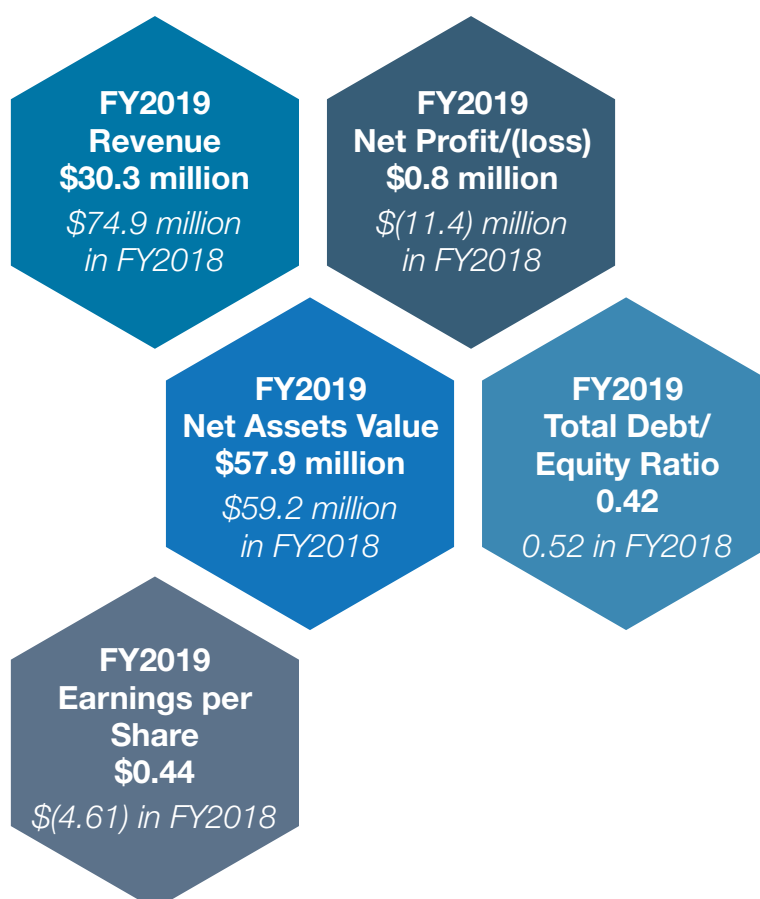 FY2019
Revenue
$30.3 million
$74.9 million
in FY2018
FY2019
Net Profit/(loss)
$0.8 million
$(11.4) million
in FY2018
FY2019
Net Assets Value
$57.9 million
$59.2 million
in FY2018
FY2019
Total Debt/
Equity Ratio
0.42
0.52 in FY2018
FY2019
Earnings per
Share
$0.44
$(4.61) in FY2018